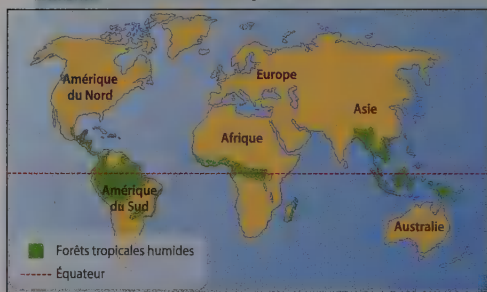 Amérique
du Nord
Europe
Asie
Afrique
Amérique
du Sud
Australie
Forêts tropicales humides
Équateur